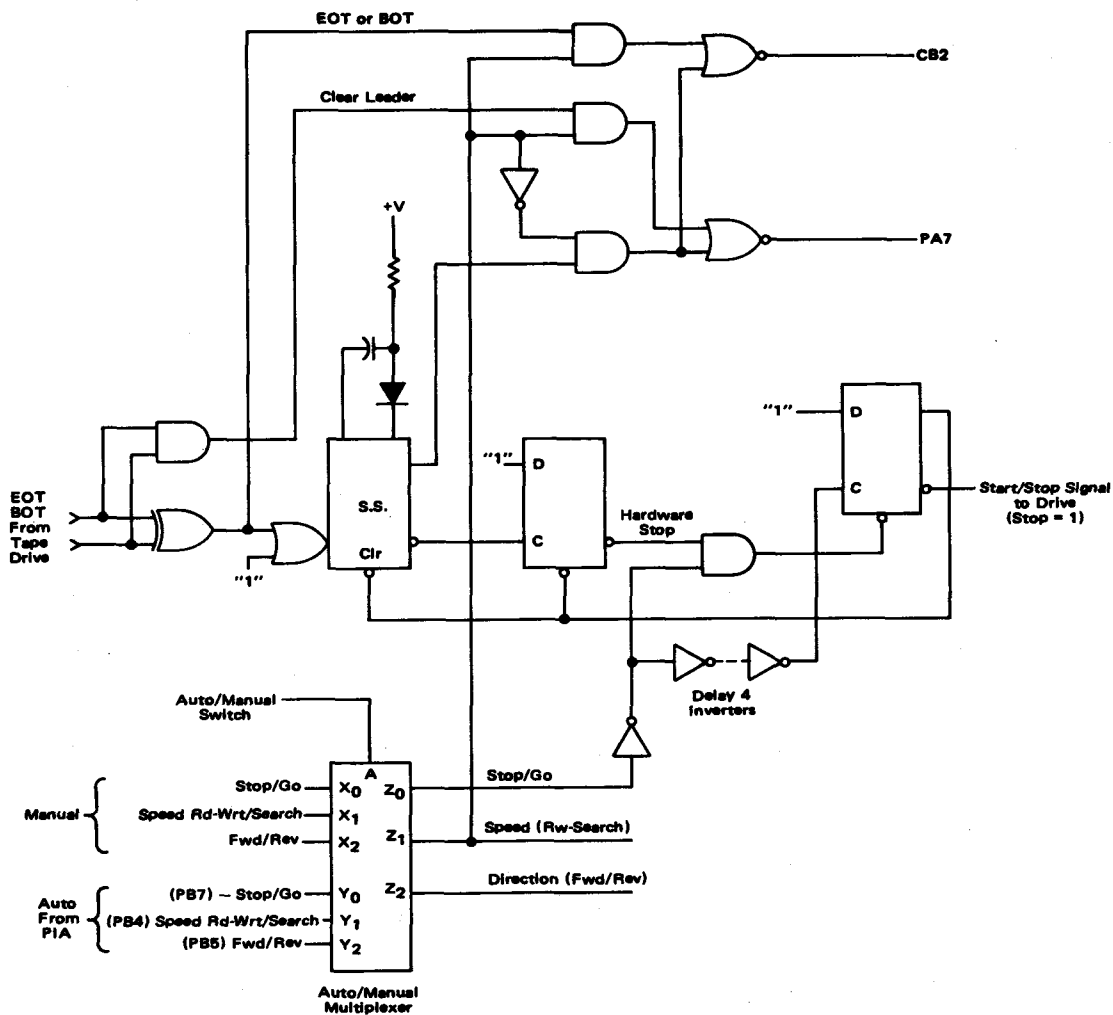 EOT or BOT
CB2
Clear Leader
+V
PA7
"1"
D
C
Start/Stop Signal
to Drive
(Stop = 1)
"1"
D
C
S.S.
Clr
Hardware
Stop
EOT
BOT
From
Tape
Drive
"1"
Delay 4
Inverters
Auto/Manual
Switch
A
Manual
Stop/Go
X0
Z0
Stop/Go
Speed Rd-Wrt/Search
X1
Fwd/Rev
X2
Z1
Speed (Rw-Search)
Auto
From
PIA
(PB7) – Stop/Go
Y0
Z2
Direction (Fwd/Rev)
(PB4) Speed Rd-Wrt/Search
Y1
(PB5) Fwd/Rev
Y2
Auto/Manual
Multiplexer